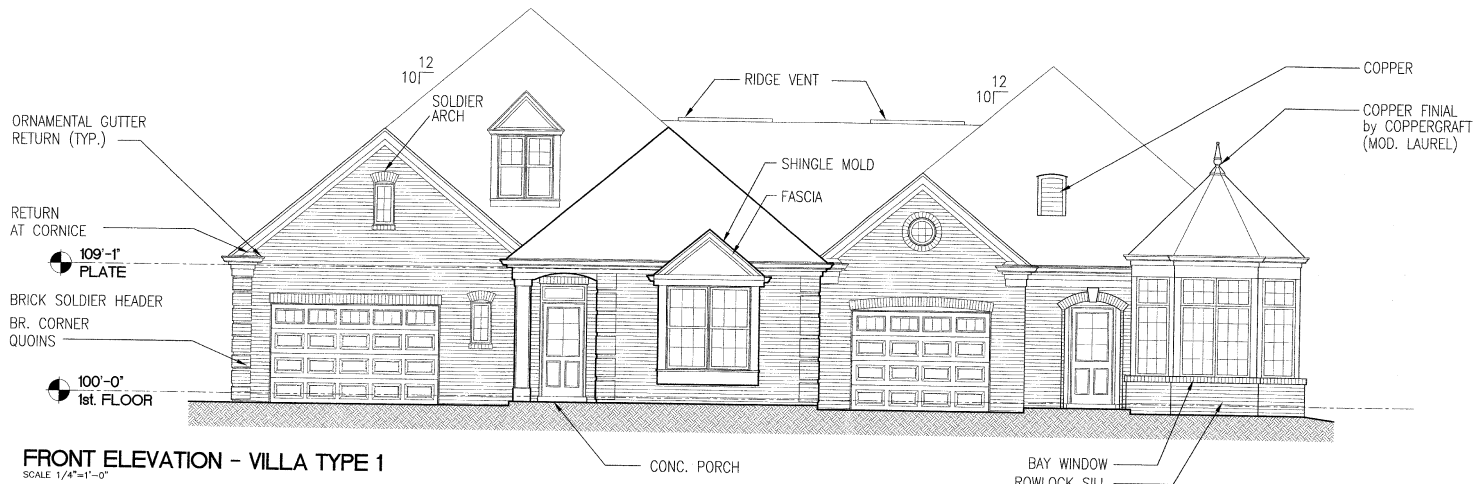 12
10
RIDGE VENT
12
10
COPPER
SOLDIER
ARCH
COPPER FINIAL
by COPPERGRAFT
(MOD. LAUREL)
ORNAMENTAL GUTTER
RETURN (TYP.)
SHINGLE MOLD
FASCIA
RETURN
AT CORNICE
109'-1"
PLATE
BRICK SOLDIER HEADER
BR. CORNER
QUOINS
100'-0"
1st. FLOOR
FRONT ELEVATION - VILLA TYPE 1
SCALE 1/4"=1'-0"
CONC. PORCH
BAY WINDOW
ROWLOCK SILL